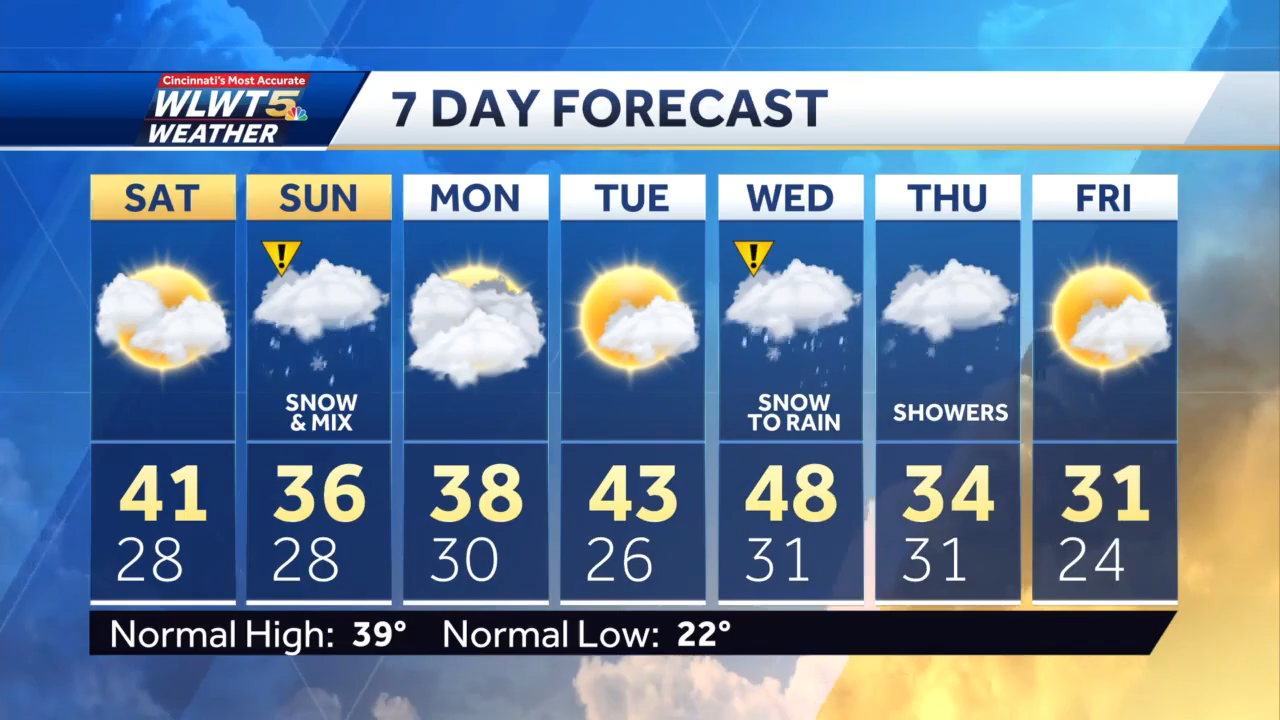 Cincinnati's Most Accurate
WLWT5
WEATHER
7 DAY FORECAST
SAT SUN MON TUE WED THU FRI
! !
SNOW & MIX
SNOW TO RAIN
SHOWERS
41 36 38 43 48 34 31
28 28 30 26 31 31 24
Normal High: 39° Normal Low: 22°